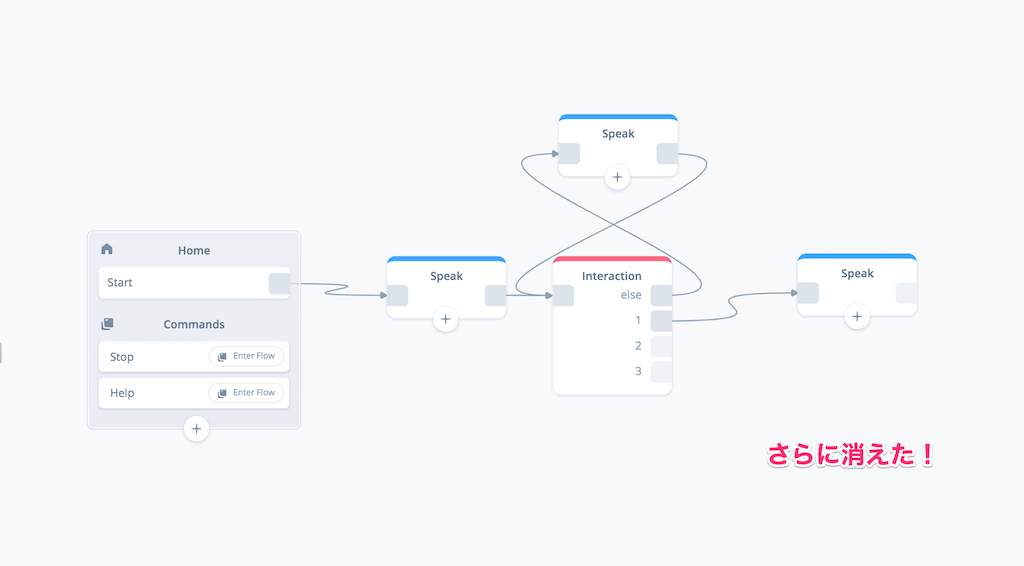 Speak
Home
Start
Speak
Interaction
else
1
2
3
Speak
Commands
Stop
Enter Flow
Help
Enter Flow
さらに消えた！